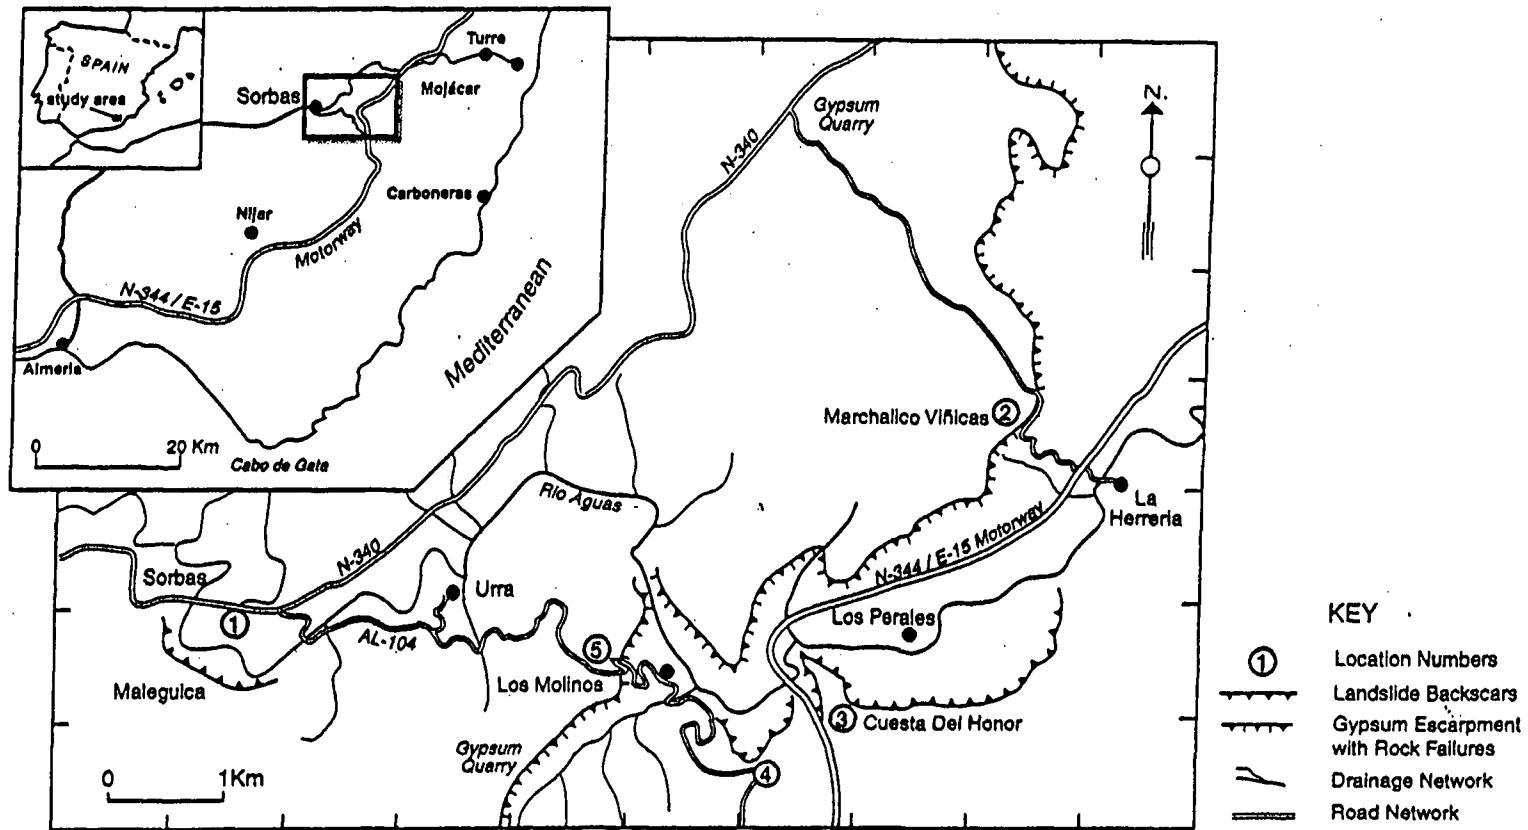 SPAIN
study area
Sorbas
Turre
Mojácar
Carboneras
Nijar
Motorway
N-344 / E-15
Almeria
Mediterranean
0 20 Km
Cabo de Gata
Gypsum
Quarry
N-340
Z
Marchalico Viñicas
2
La
Herreria
N-344 / E-15 Motorway
Rio Aguas
N-340
Sorbas
Urra
1
AL-104
Los Perales
5
Maleguica
Los Molinos
3
Cuesta Del Honor
Gypsum
Quarry
4
0 1Km
KEY
1
Location Numbers
Landslide Backscars
Gypsum Escarpment
with Rock Failures
Drainage Network
Road Network